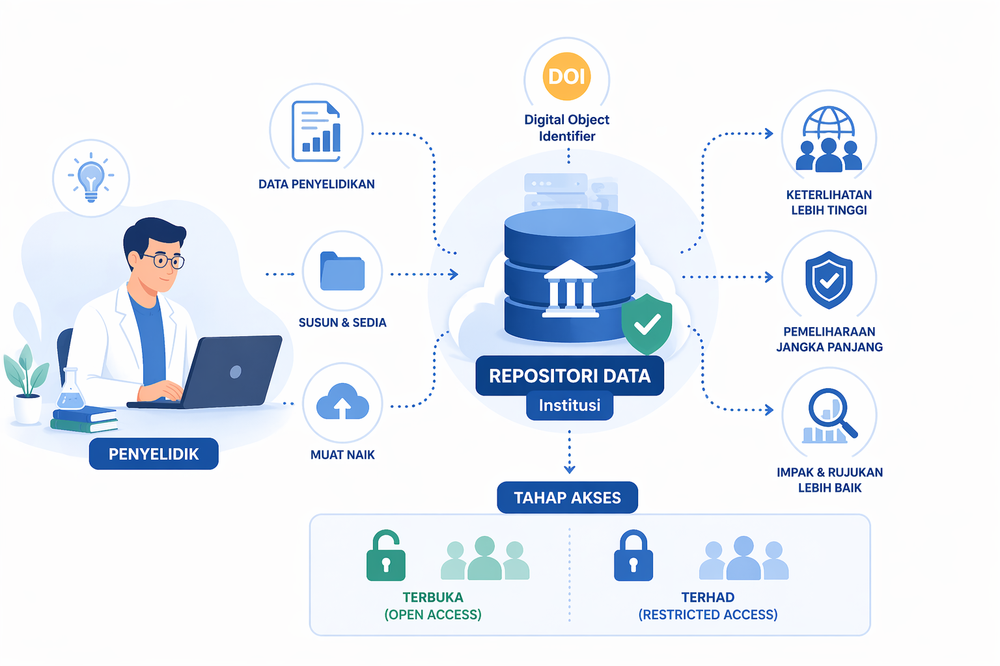 DOI
Digital Object
Identifier
DATA PENYELIDIKAN
SUSUN & SEDIA
MUAT NAIK
PENYELIDIK
REPOSITORI DATA
Institusi
KETERLIHATAN
LEBIH TINGGI
PEMELIHARAAN
JANGKA PANJANG
IMPAK & RUJUKAN
LEBIH BAIK
TAHAP AKSES
TERBUKA
(OPEN ACCESS)
TERHAD
(RESTRICTED ACCESS)